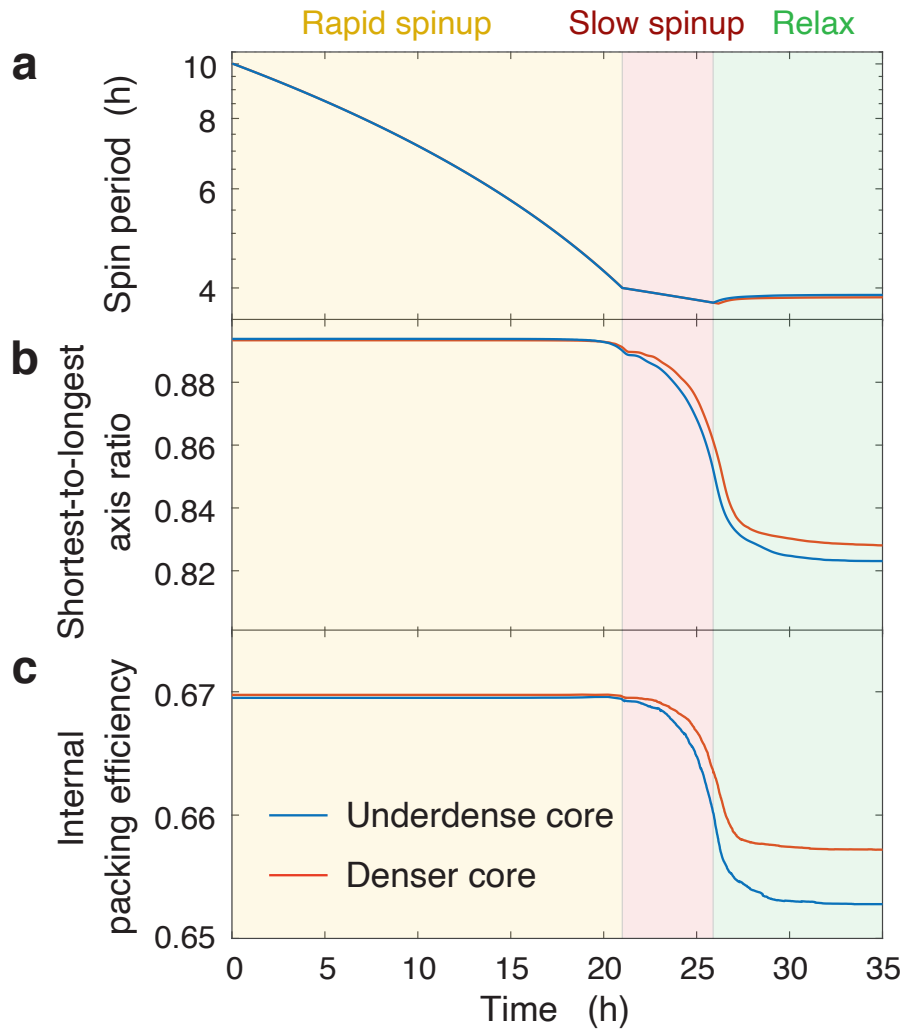 Rapid spinup Slow spinup Relax
a
Spin period (h)
10
8
6
4
b
Shortest-to-longest
axis ratio
0.88
0.86
0.84
0.82
c
Internal
packing efficiency
0.67
0.66
0.65
Underdense core
Denser core
0 5 10 15 20 25 30 35
Time (h)